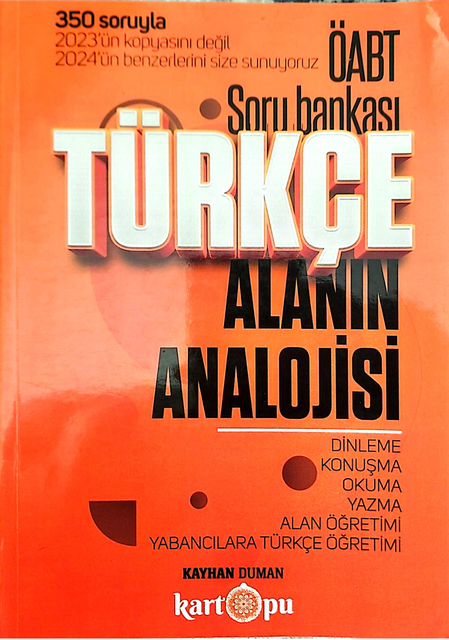 350 soruyla
2023'ün kopyasını değil
2024'ün benzerlerini size sunuyoruz
ÖABT
Soru bankası
TÜRKÇE
ALANIN
ANALOJİSİ
DİNLEME
KONUŞMA
OKUMA
YAZMA
ALAN ÖĞRETİMİ
YABANCILARA TÜRKÇE ÖĞRETİMİ
KAYHAN DUMAN
kartopu